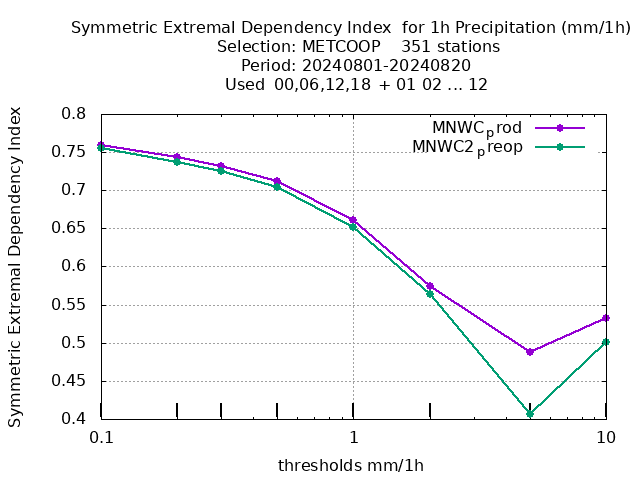 Symmetric Extremal Dependency Index for 1h Precipitation (mm/1h)
Selection: METCOOP 351 stations
Period: 20240801-20240820
Used 00,06,12,18 + 01 02 ... 12
Symmetric Extremal Dependency Index
0.8
0.75
0.7
0.65
0.6
0.55
0.5
0.45
0.4
MNWCprod
MNWC2preop
0.1 1 10
thresholds mm/1h